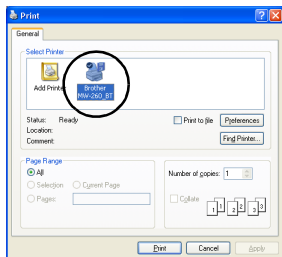 Print
General
Select Printer
Add Printer
Brother
MW-260_BT
Status: Ready
Location:
Comment:
Print to file
Preferences
Find Printer...
Page Range
All
Selection
Current Page
Pages:
Number of copies: 1
Collate
1 1 2 2 3 3
Print
Cancel
Apply